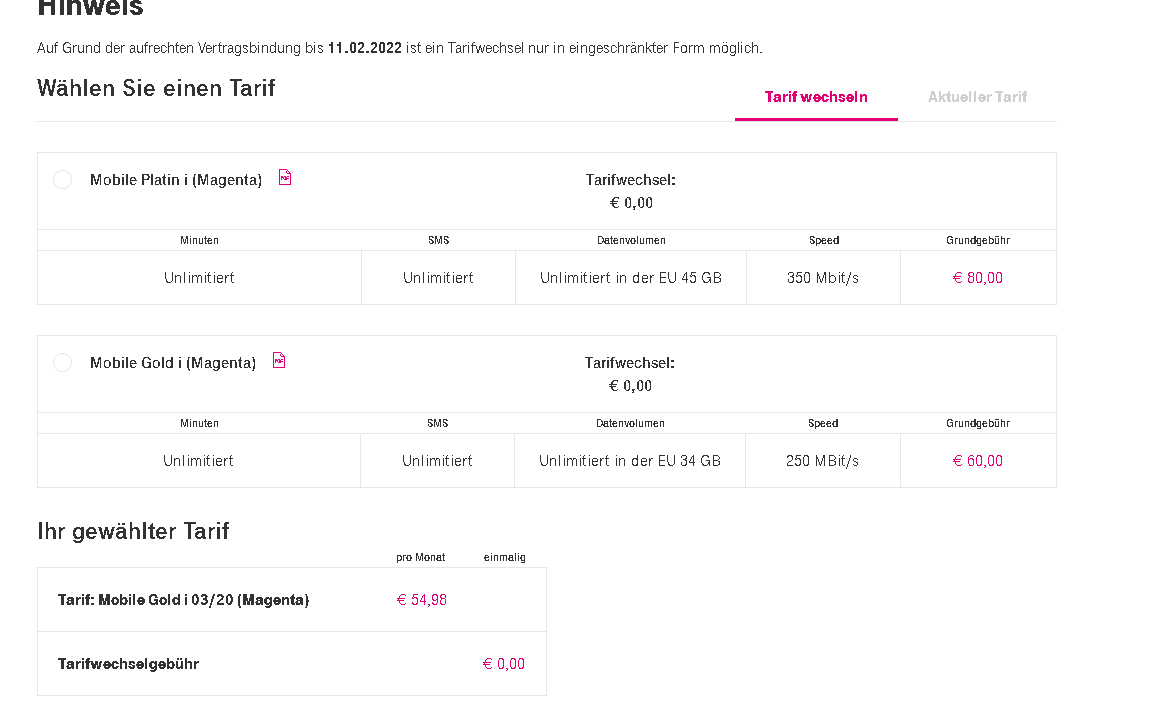 Hinweis
Auf Grund der aufrechten Vertragsbindung bis 11.02.2022 ist ein Tarifwechsel nur in eingeschränkter Form möglich.
Wählen Sie einen Tarif
Tarif wechseln Aktueller Tarif
Mobile Platin i (Magenta) PDF Tarifwechsel:
€ 0,00
Minuten SMS Datenvolumen Speed Grundgebühr
Unlimitiert Unlimitiert Unlimitiert in der EU 45 GB 350 Mbit/s € 80,00
Mobile Gold i (Magenta) PDF Tarifwechsel:
€ 0,00
Minuten SMS Datenvolumen Speed Grundgebühr
Unlimitiert Unlimitiert Unlimitiert in der EU 34 GB 250 MBit/s € 60,00
Ihr gewählter Tarif
pro Monat einmalig
Tarif: Mobile Gold i 03/20 (Magenta) € 54,98
Tarifwechselgebühr € 0,00